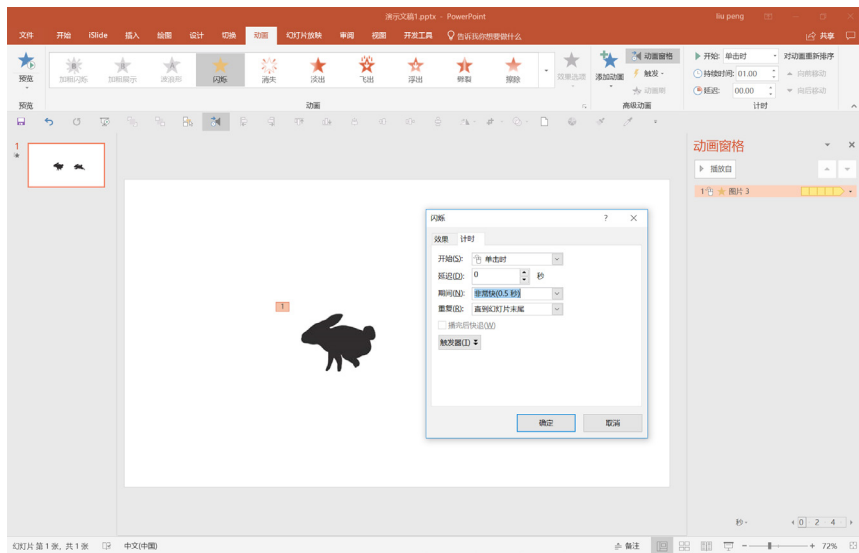 演示文稿1.pptx - PowerPoint
liu peng
文件 开始 iSlide 插入 绘图 设计 切换 动画 幻灯片放映 审阅 视图 开发工具 告诉我你想要做什么 共享
预览
加粗闪烁 加粗展示 波浪形 闪烁 消失 淡出 飞出 浮出 劈裂 擦除
效果选项
添加动画
动画窗格
触发
动画刷
开始: 单击时
持续时间: 01.00
延迟: 00.00
对动画重新排序
向前移动
向后移动
预览 动画 高级动画 计时
1
动画窗格
播放自
1 图片 3
1
闪烁 ? ×
效果 计时
开始(S): 单击时
延迟(D): 0 秒
期间(N): 非常快(0.5 秒)
重复(R): 直到幻灯片末尾
播完后快退(W)
触发器(T)
确定 取消
秒 0 2 4
幻灯片 第 1 张，共 1 张 中文(中国) 备注 72%